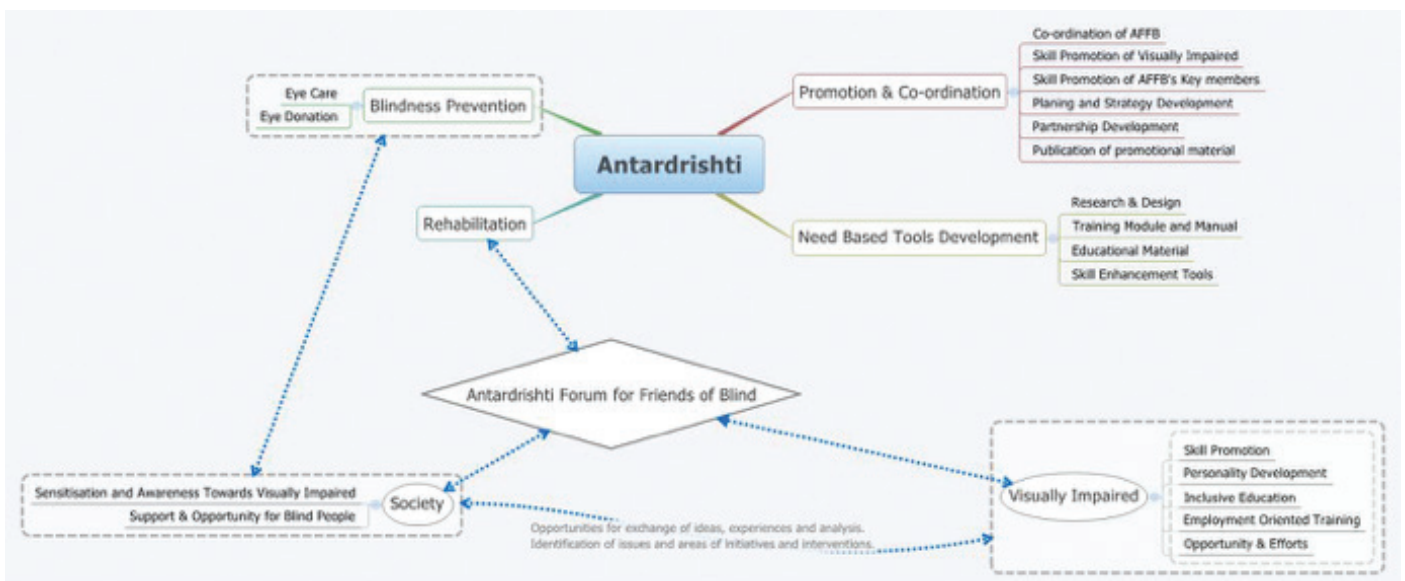 Co-ordination of AFFB
Skill Promotion of Visually Impaired
Skill Promotion of AFFB's Key members
Planing and Strategy Development
Partnership Development
Publication of promotional material
Promotion & Co-ordination
Eye Care
Eye Donation
Blindness Prevention
Antardrishti
Rehabilitation
Need Based Tools Development
Research & Design
Training Module and Manual
Educational Material
Skill Enhancement Tools
Antardrishti Forum for Friends of Blind
Sensitisation and Awareness Towards Visually Impaired
Support & Opportunity for Blind People
Society
Opportunities for exchange of ideas, experiences and analysis.
Identification of issues and areas of initiatives and interventions.
Visually Impaired
Skill Promotion
Personality Development
Inclusive Education
Employment Oriented Training
Opportunity & Efforts